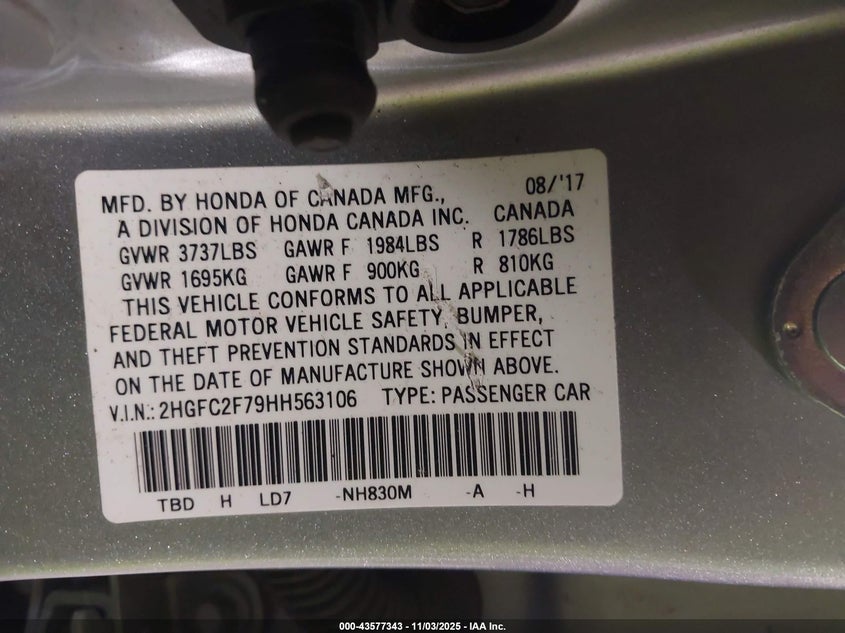 MFD. BY HONDA OF CANADA MFG., 08/'17
A DIVISION OF HONDA CANADA INC. CANADA
GVWR 3737LBS GAWR F 1984LBS R 1786LBS
GVWR 1695KG GAWR F 900KG R 810KG
THIS VEHICLE CONFORMS TO ALL APPLICABLE
FEDERAL MOTOR VEHICLE SAFETY, BUMPER,
AND THEFT PREVENTION STANDARDS IN EFFECT
ON THE DATE OF MANUFACTURE SHOWN ABOVE.
V.I.N.: 2HGFC2F79HH563106 TYPE: PASSENGER CAR
TBD H LD7 -NH830M -A -H
000-43577343 - 11/03/2025 - IAA Inc.